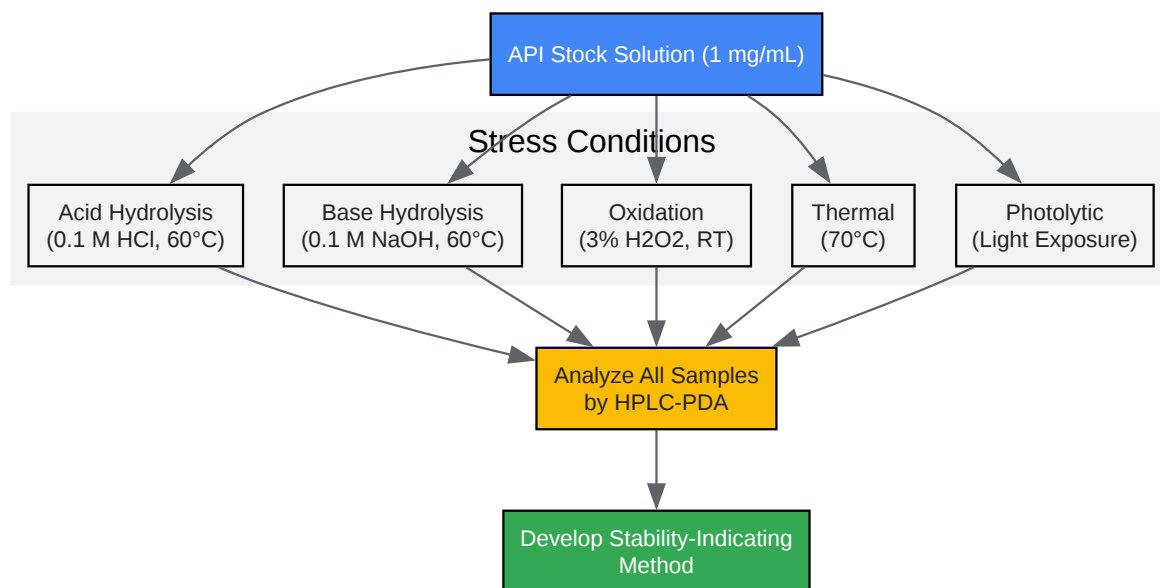 API Stock Solution (1 mg/mL)
Stress Conditions
Acid Hydrolysis
(0.1 M HCl, 60°C)
Base Hydrolysis
(0.1 M NaOH, 60°C)
Oxidation
(3% H2O2, RT)
Thermal
(70°C)
Photolytic
(Light Exposure)
Analyze All Samples
by HPLC-PDA
Develop Stability-Indicating
Method